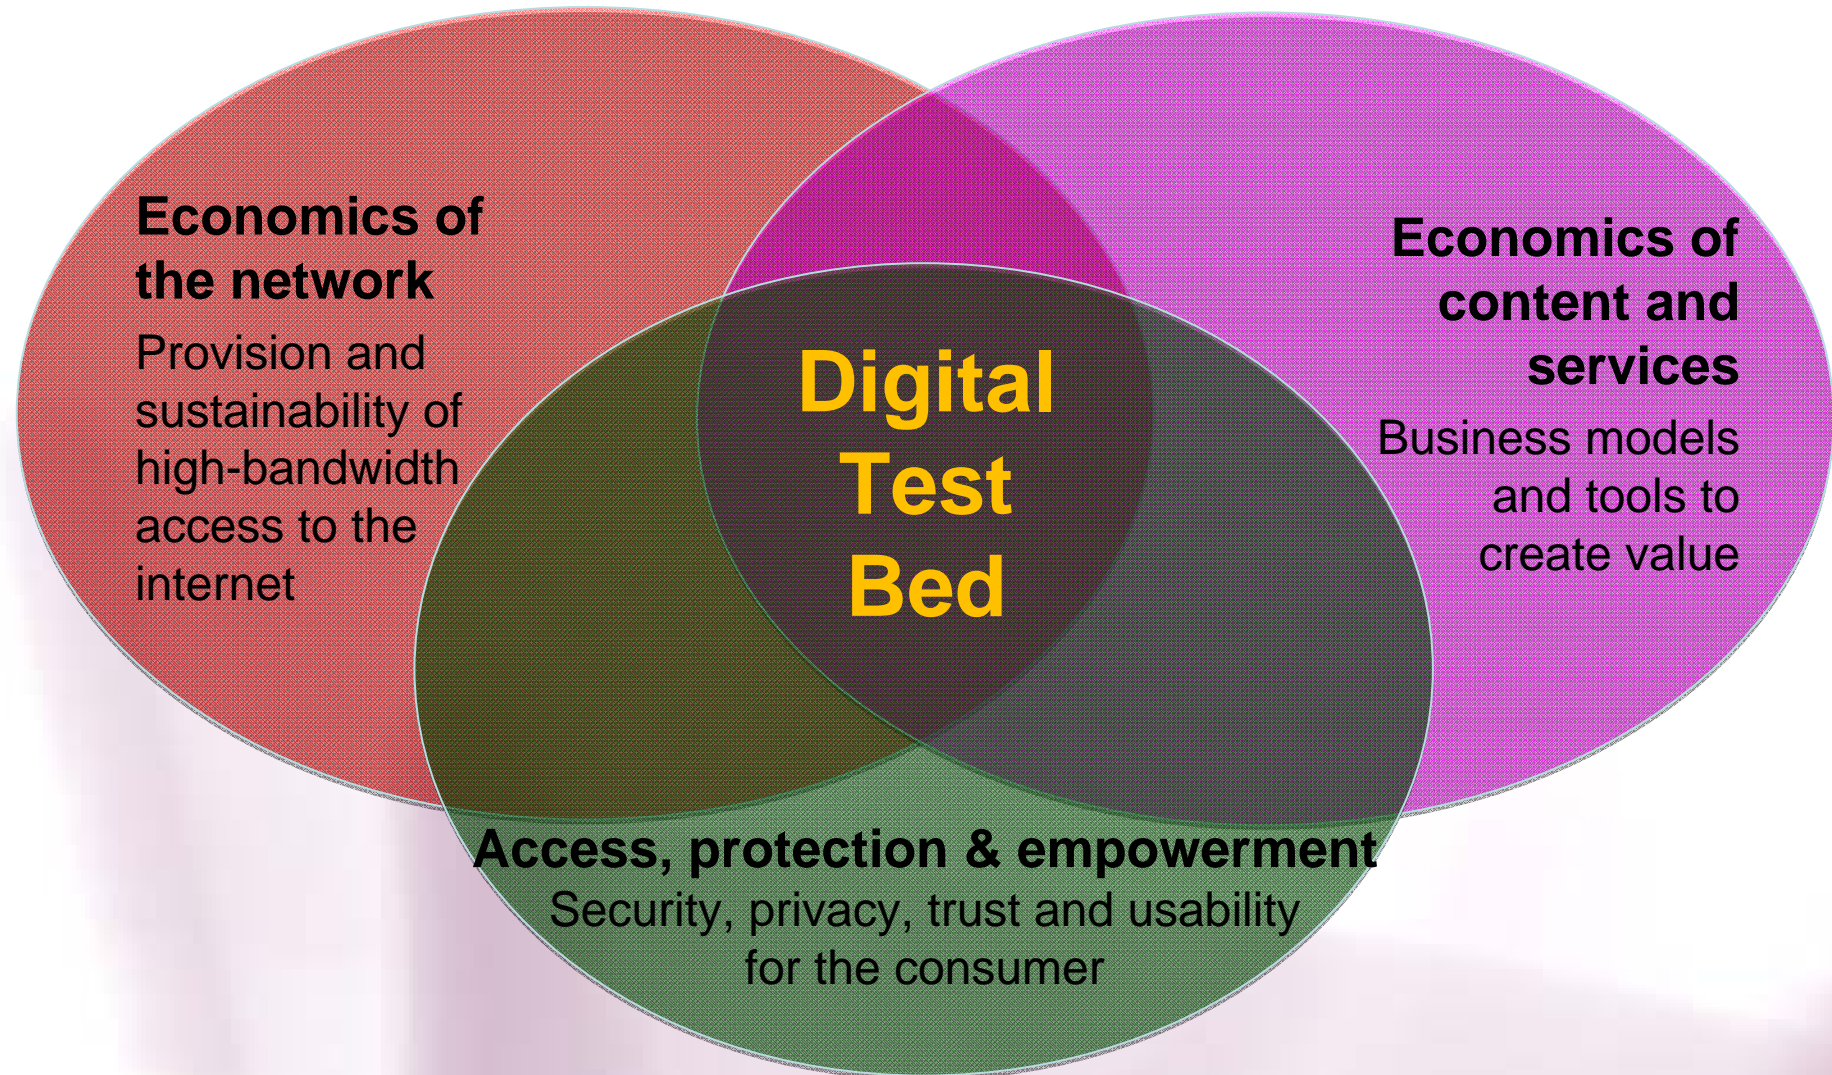 Economics of
the network
Provision and
sustainability of
high-bandwidth
access to the
internet
Economics of
content and
services
Business models
and tools to
create value
Digital
Test
Bed
Access, protection & empowerment
Security, privacy, trust and usability
for the consumer